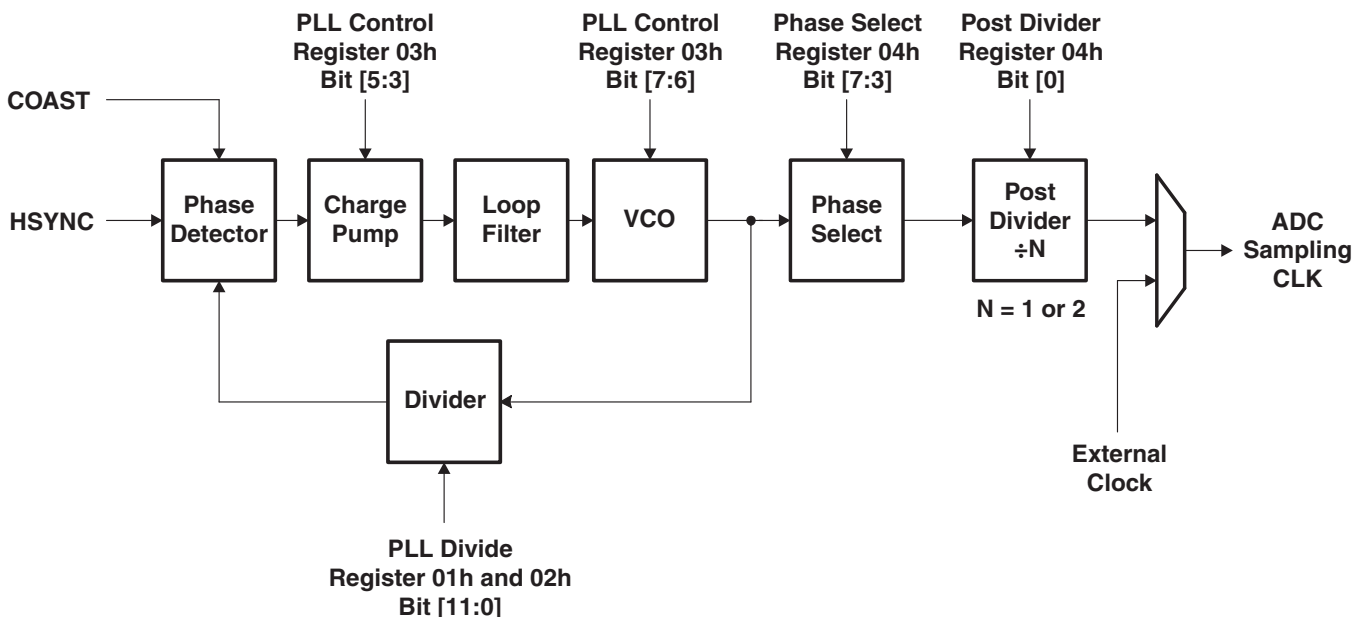 PLL Control
Register 03h
Bit [5:3]
PLL Control
Register 03h
Bit [7:6]
Phase Select
Register 04h
Bit [7:3]
Post Divider
Register 04h
Bit [0]
COAST
HSYNC
Phase
Detector
Charge
Pump
Loop
Filter
VCO
Phase
Select
Post
Divider
÷N
N = 1 or 2
ADC
Sampling
CLK
Divider
External
Clock
PLL Divide
Register 01h and 02h
Bit [11:0]